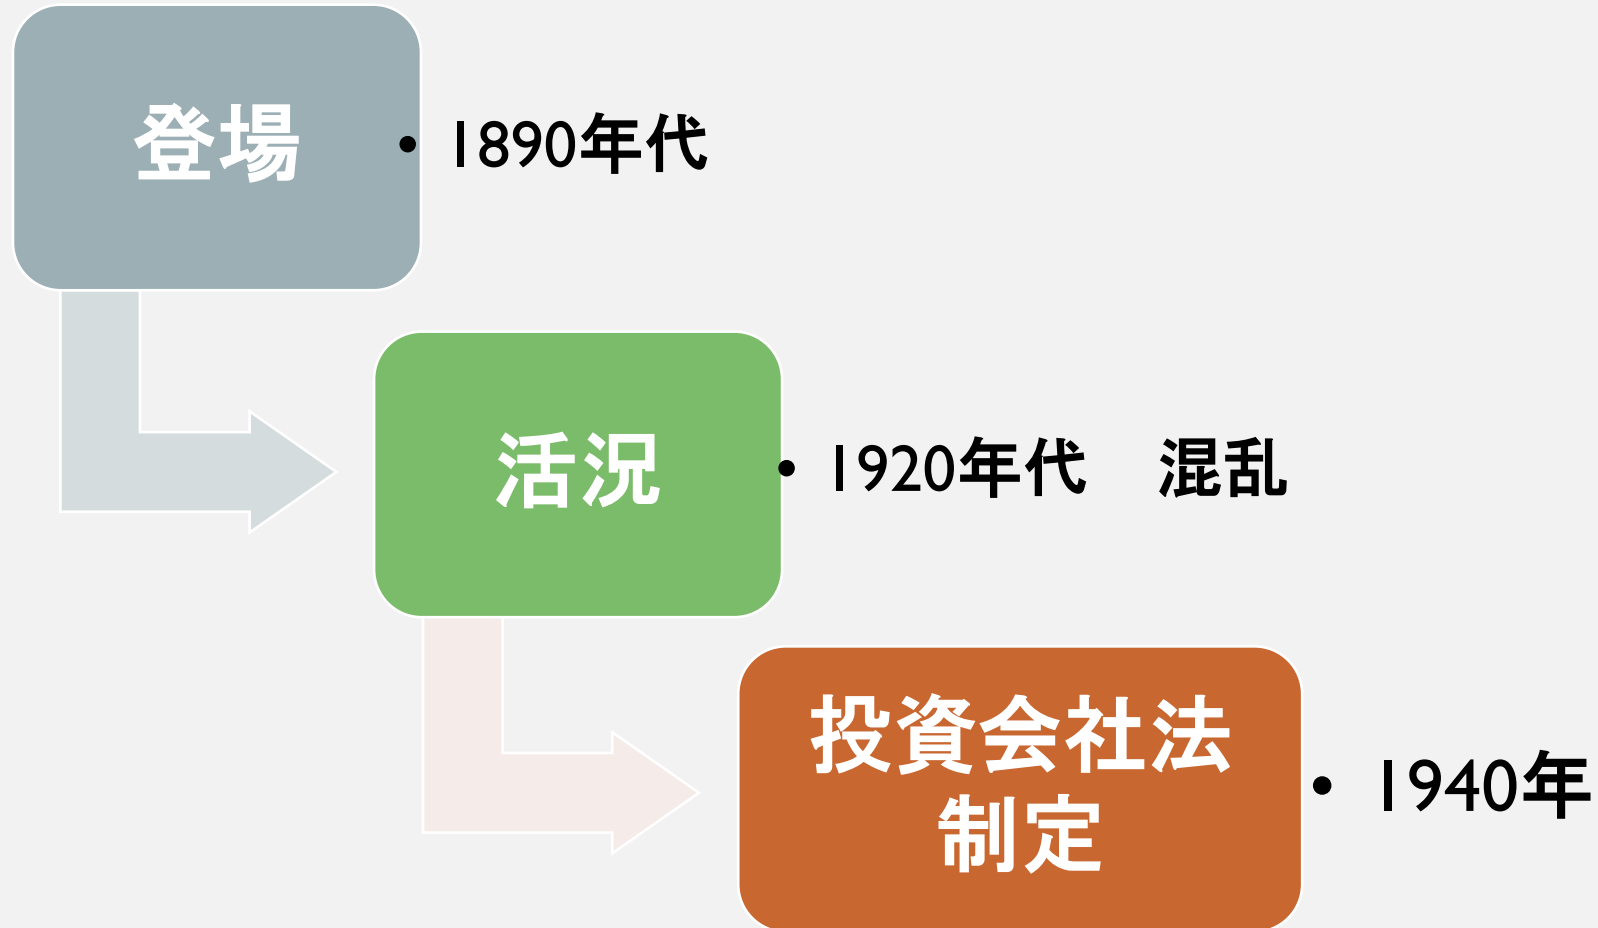 登場
• 1890年代
活況
• 1920年代　混乱
投資会社法
制定
• 1940年